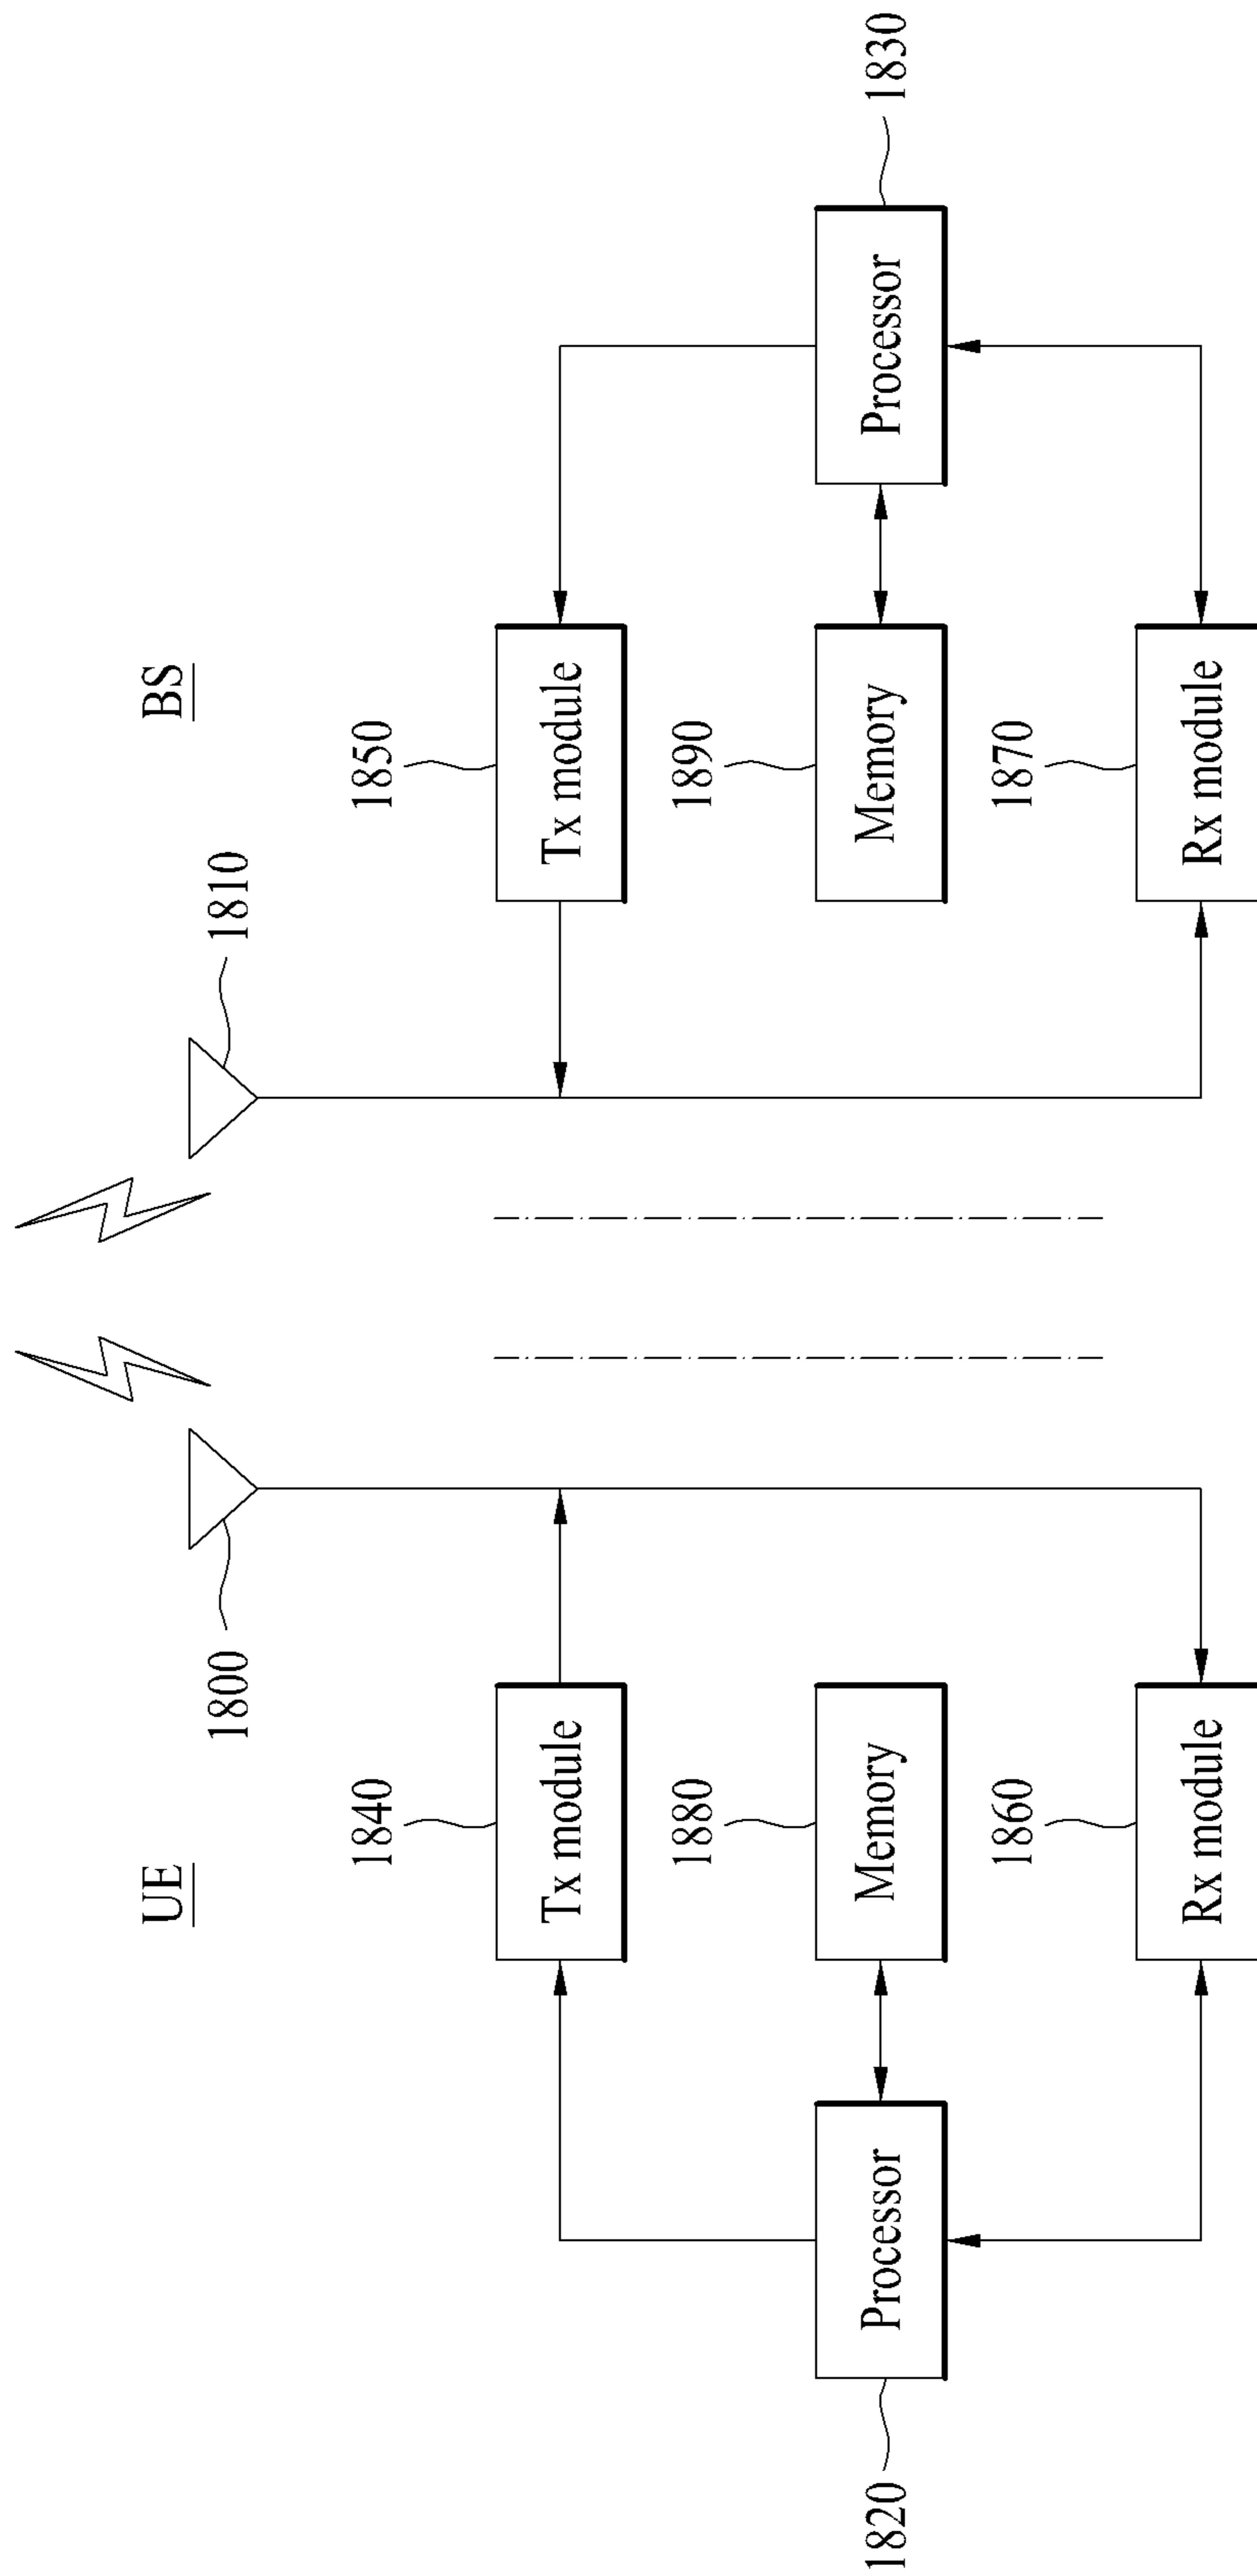 UE
BS
1800
1810
1840
Tx module
1850
Tx module
1880
Memory
1890
Memory
1820
Processor
Processor
1830
1860
Rx module
1870
Rx module